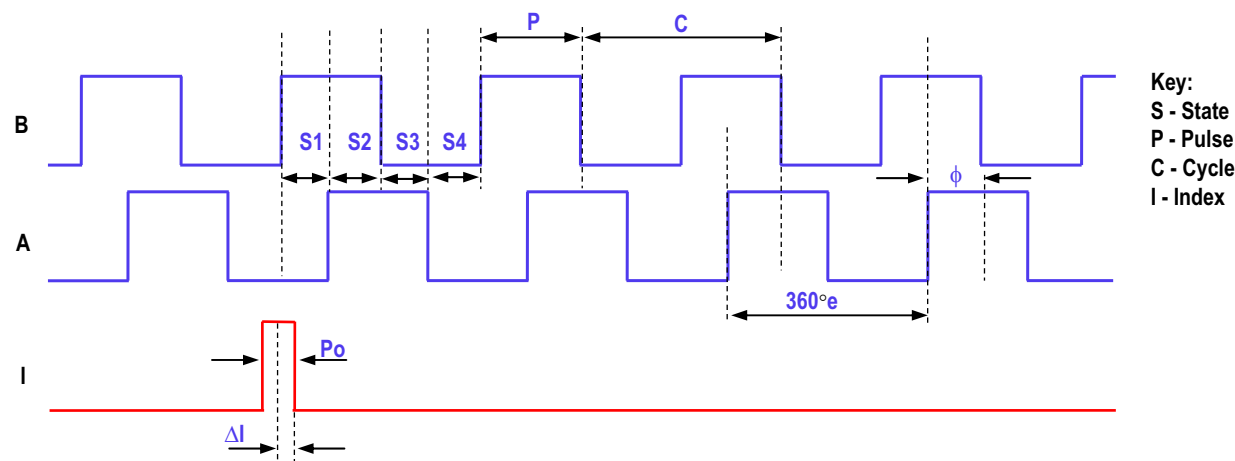 P
C
Key:
S - State
P - Pulse
C - Cycle
I - Index
B
S1 S2 S3 S4
ϕ
A
360°e
Po
I
ΔI